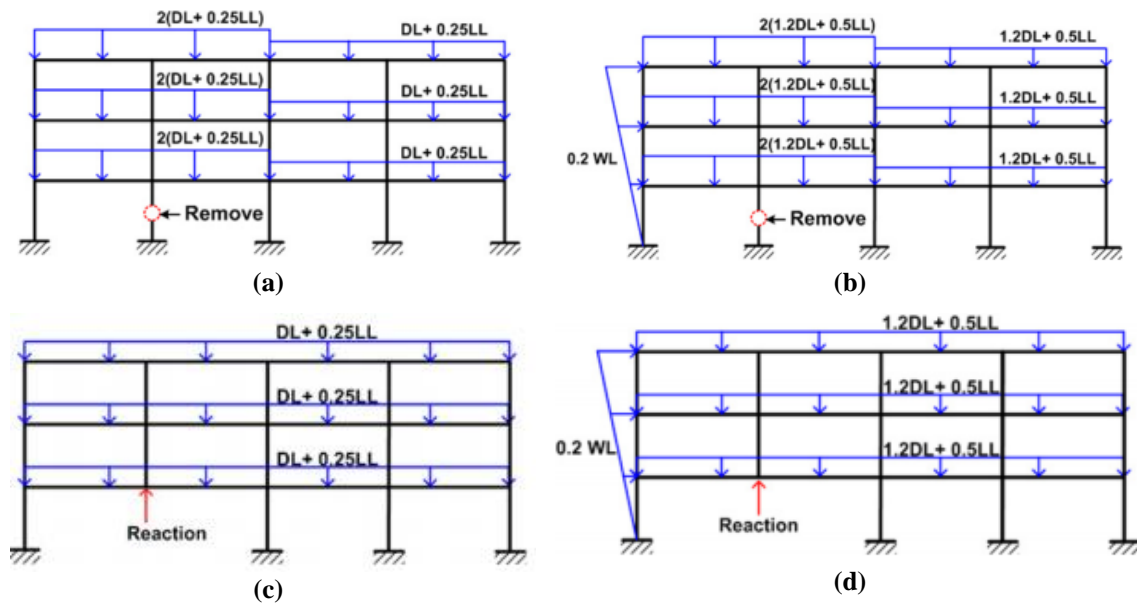 2(DL+ 0.25LL)
DL+ 0.25LL
2(DL+ 0.25LL)
DL+ 0.25LL
2(DL+ 0.25LL)
DL+ 0.25LL
Remove
(a)
2(1.2DL+ 0.5LL)
1.2DL+ 0.5LL
2(1.2DL+ 0.5LL)
1.2DL+ 0.5LL
0.2 WL
2(1.2DL+ 0.5LL)
1.2DL+ 0.5LL
Remove
(b)
DL+ 0.25LL
DL+ 0.25LL
DL+ 0.25LL
Reaction
(c)
1.2DL+ 0.5LL
1.2DL+ 0.5LL
0.2 WL
1.2DL+ 0.5LL
Reaction
(d)